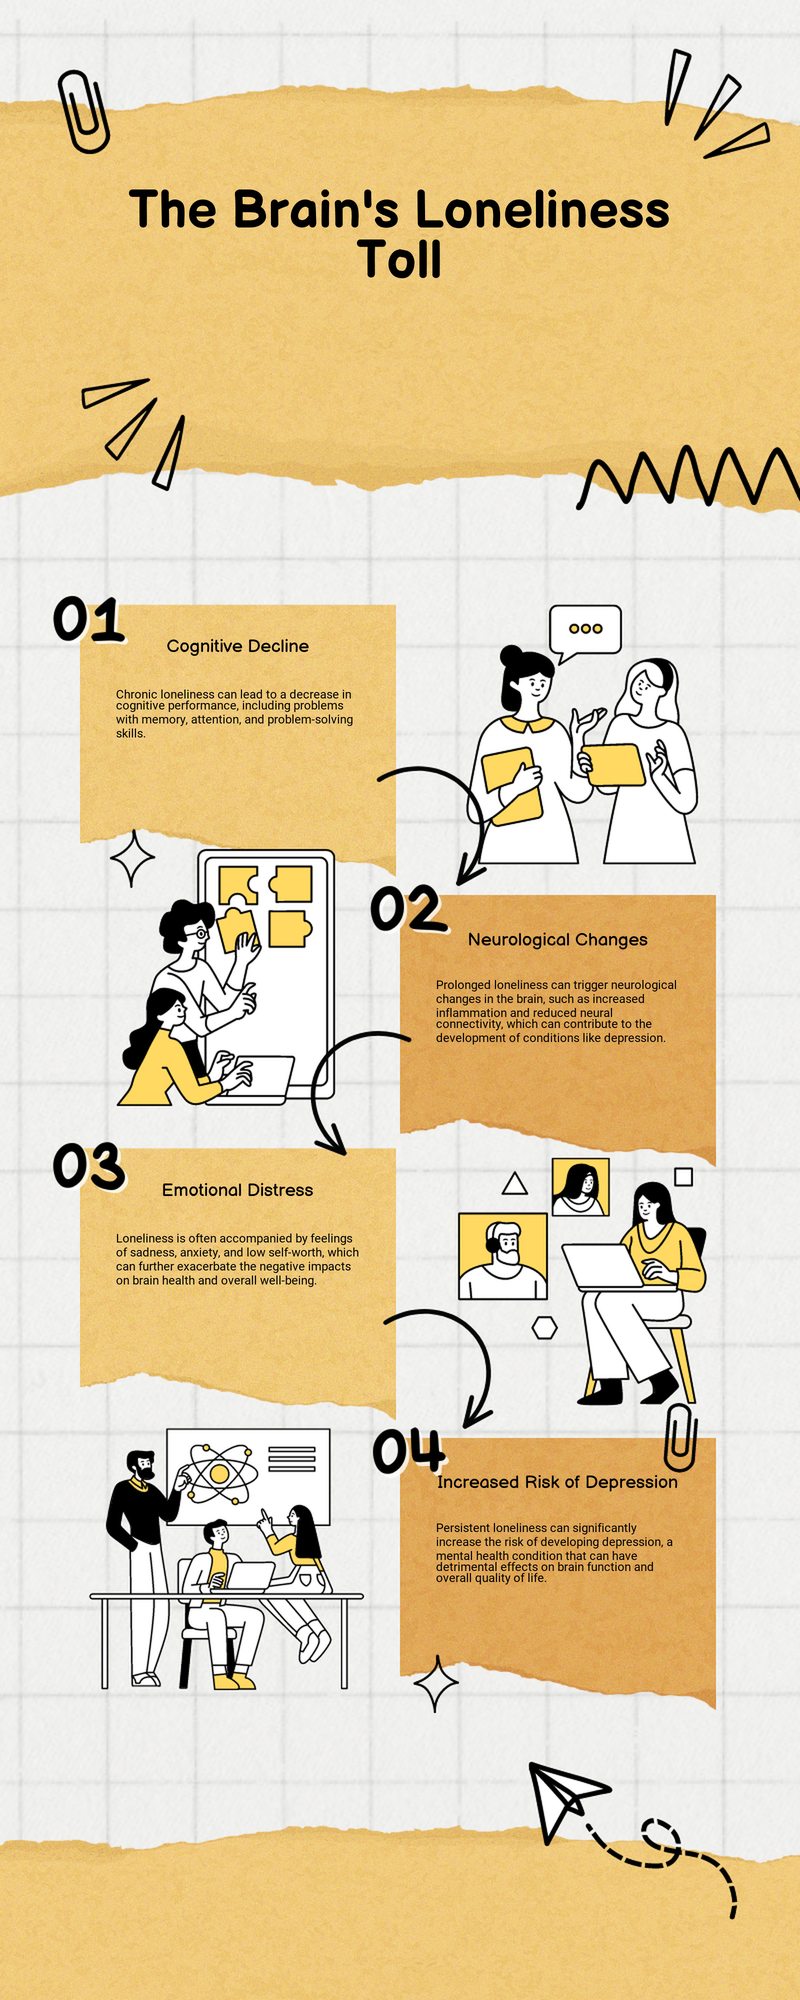 The Brain's Loneliness
Toll
01
Cognitive Decline
Chronic loneliness can lead to a decrease in
cognitive performance, including problems
with memory, attention, and problem-solving
skills.
02
Neurological Changes
Prolonged loneliness can trigger neurological
changes in the brain, such as increased
inflammation and reduced neural
connectivity, which can contribute to the
development of conditions like depression.
03
Emotional Distress
Loneliness is often accompanied by feelings
of sadness, anxiety, and low self-worth, which
can further exacerbate the negative impacts
on brain health and overall well-being.
04
Increased Risk of Depression
Persistent loneliness can significantly
increase the risk of developing depression, a
mental health condition that can have
detrimental effects on brain function and
overall quality of life.